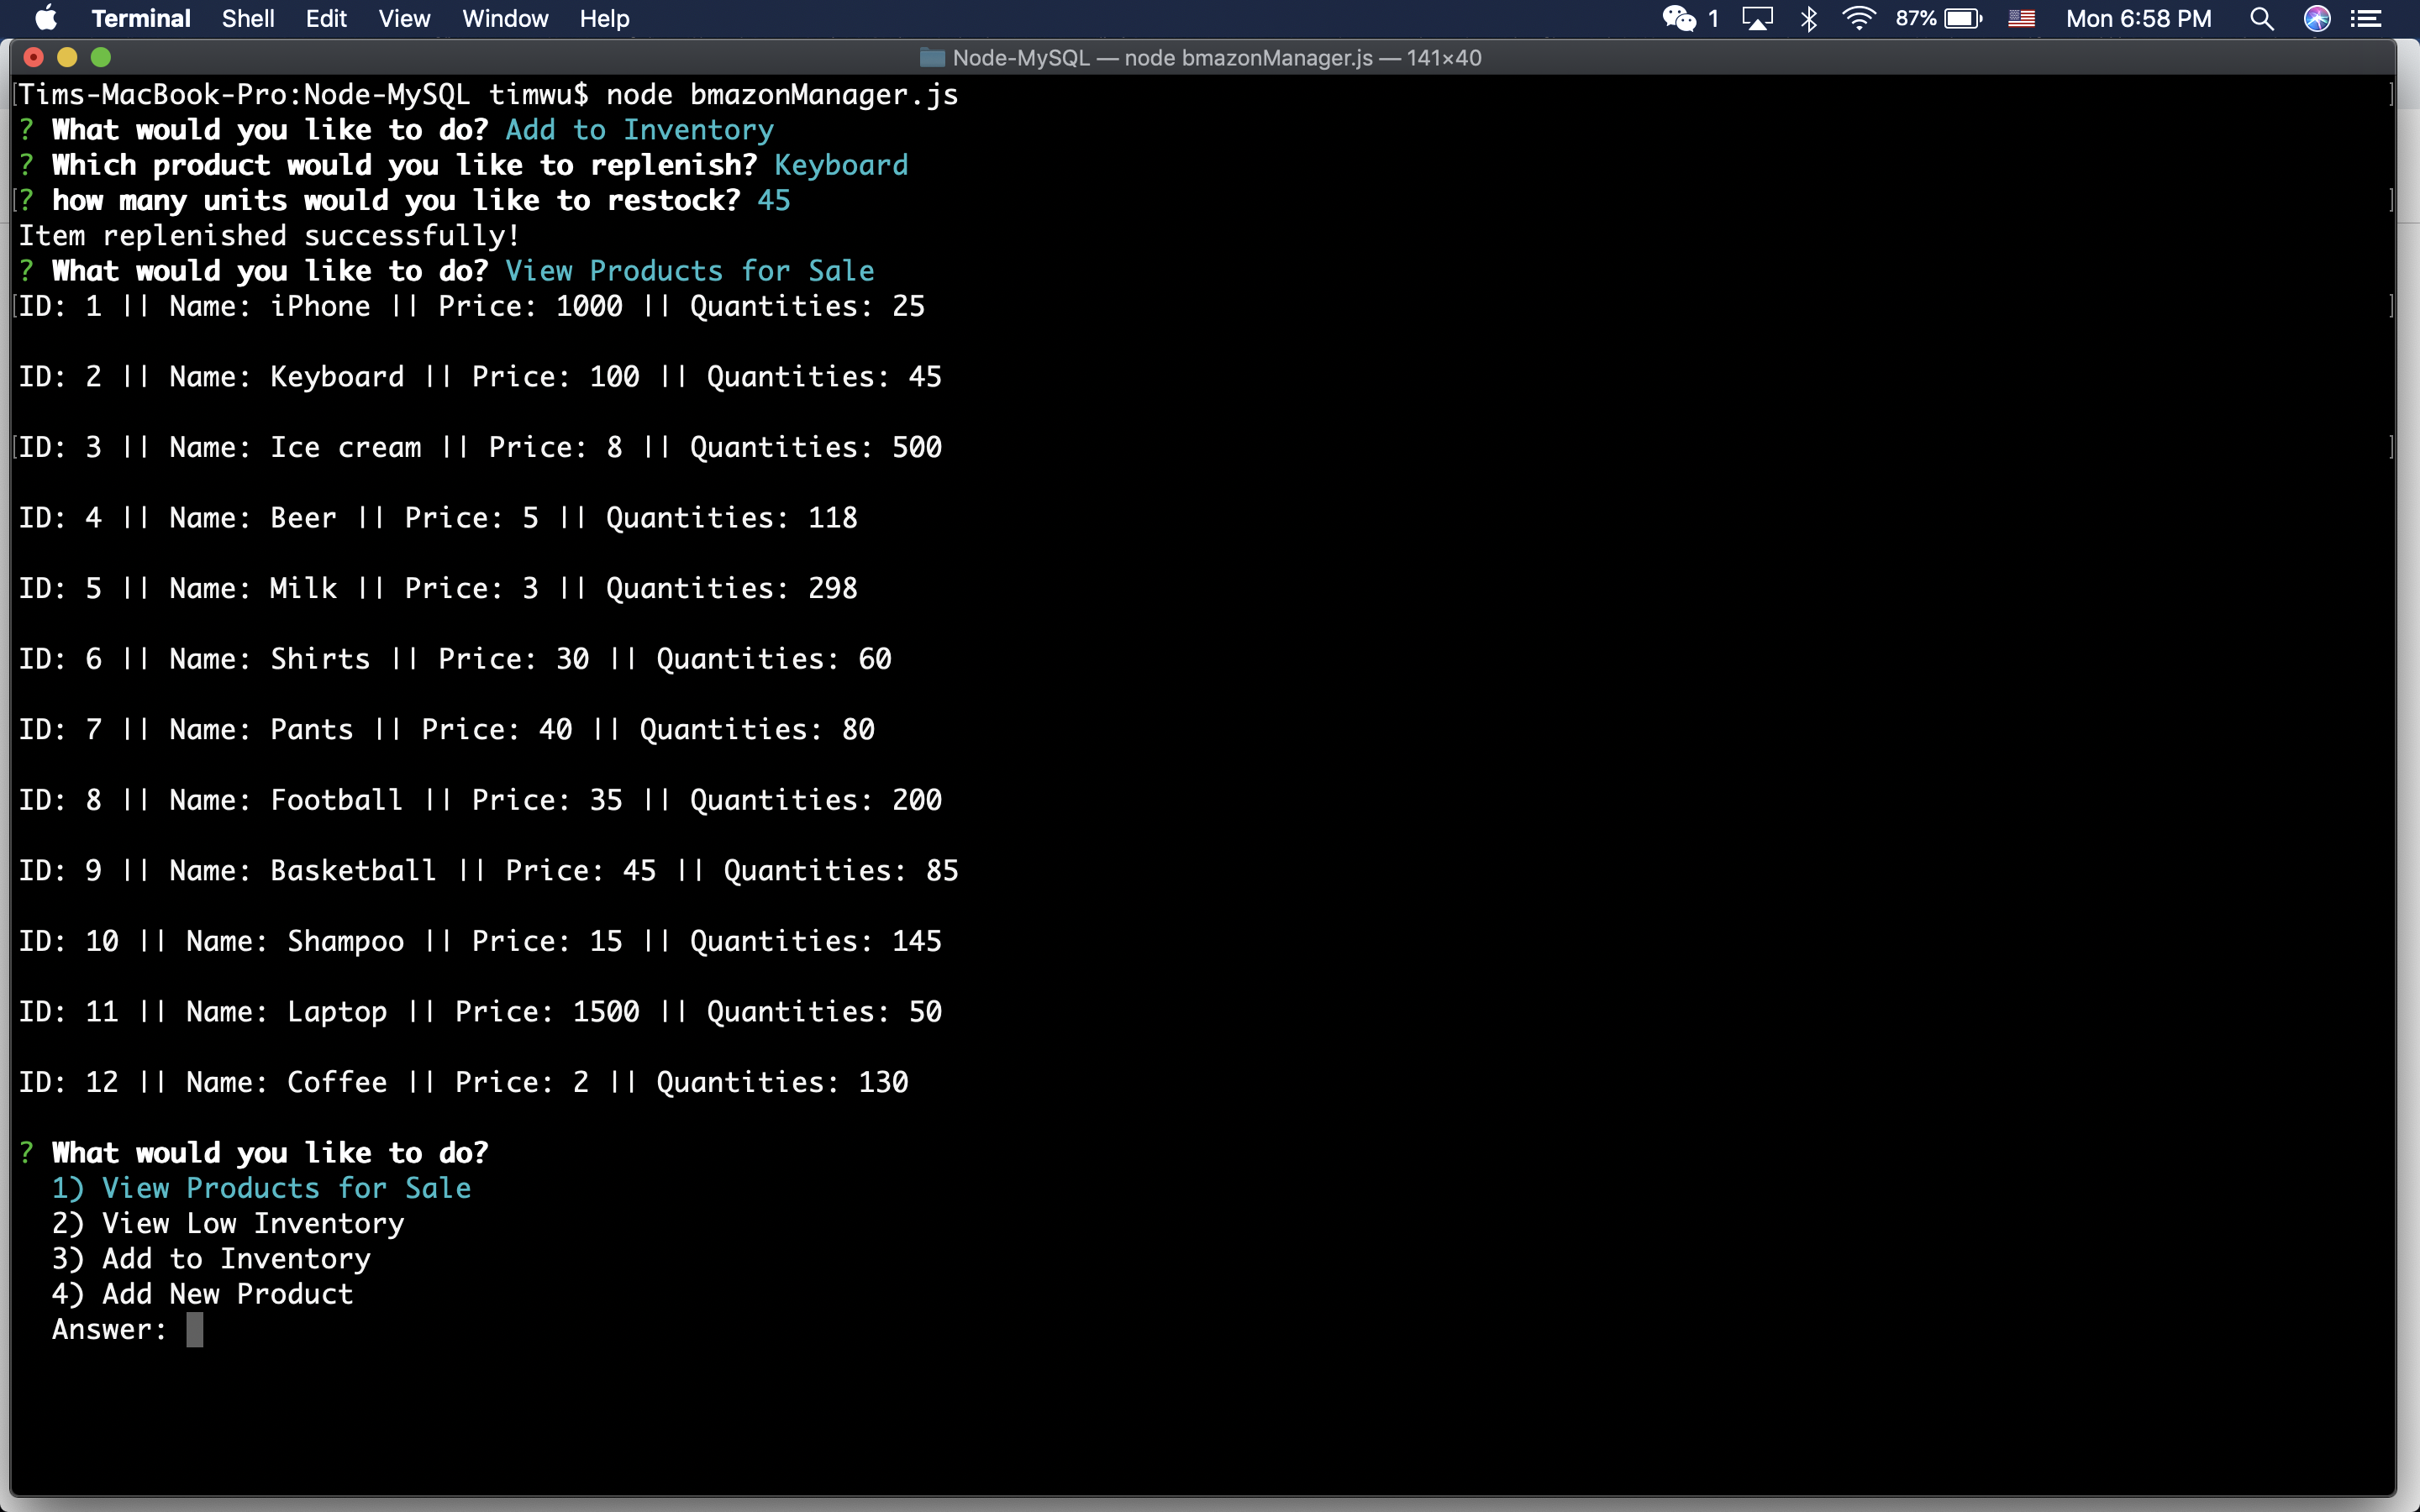 Terminal Shell Edit View Window Help 1 87% Mon 6:58 PM
Node-MySQL — node bmazonManager.js — 141×40
[Tims-MacBook-Pro:Node-MySQL timwu$ node bmazonManager.js ]
? What would you like to do? Add to Inventory
? Which product would you like to replenish? Keyboard
[? how many units would you like to restock? 45 ]
Item replenished successfully!
? What would you like to do? View Products for Sale
[ID: 1 || Name: iPhone || Price: 1000 || Quantities: 25 ]
ID: 2 || Name: Keyboard || Price: 100 || Quantities: 45
[ID: 3 || Name: Ice cream || Price: 8 || Quantities: 500 ]
ID: 4 || Name: Beer || Price: 5 || Quantities: 118
ID: 5 || Name: Milk || Price: 3 || Quantities: 298
ID: 6 || Name: Shirts || Price: 30 || Quantities: 60
ID: 7 || Name: Pants || Price: 40 || Quantities: 80
ID: 8 || Name: Football || Price: 35 || Quantities: 200
ID: 9 || Name: Basketball || Price: 45 || Quantities: 85
ID: 10 || Name: Shampoo || Price: 15 || Quantities: 145
ID: 11 || Name: Laptop || Price: 1500 || Quantities: 50
ID: 12 || Name: Coffee || Price: 2 || Quantities: 130
? What would you like to do?
1) View Products for Sale
2) View Low Inventory
3) Add to Inventory
4) Add New Product
Answer: